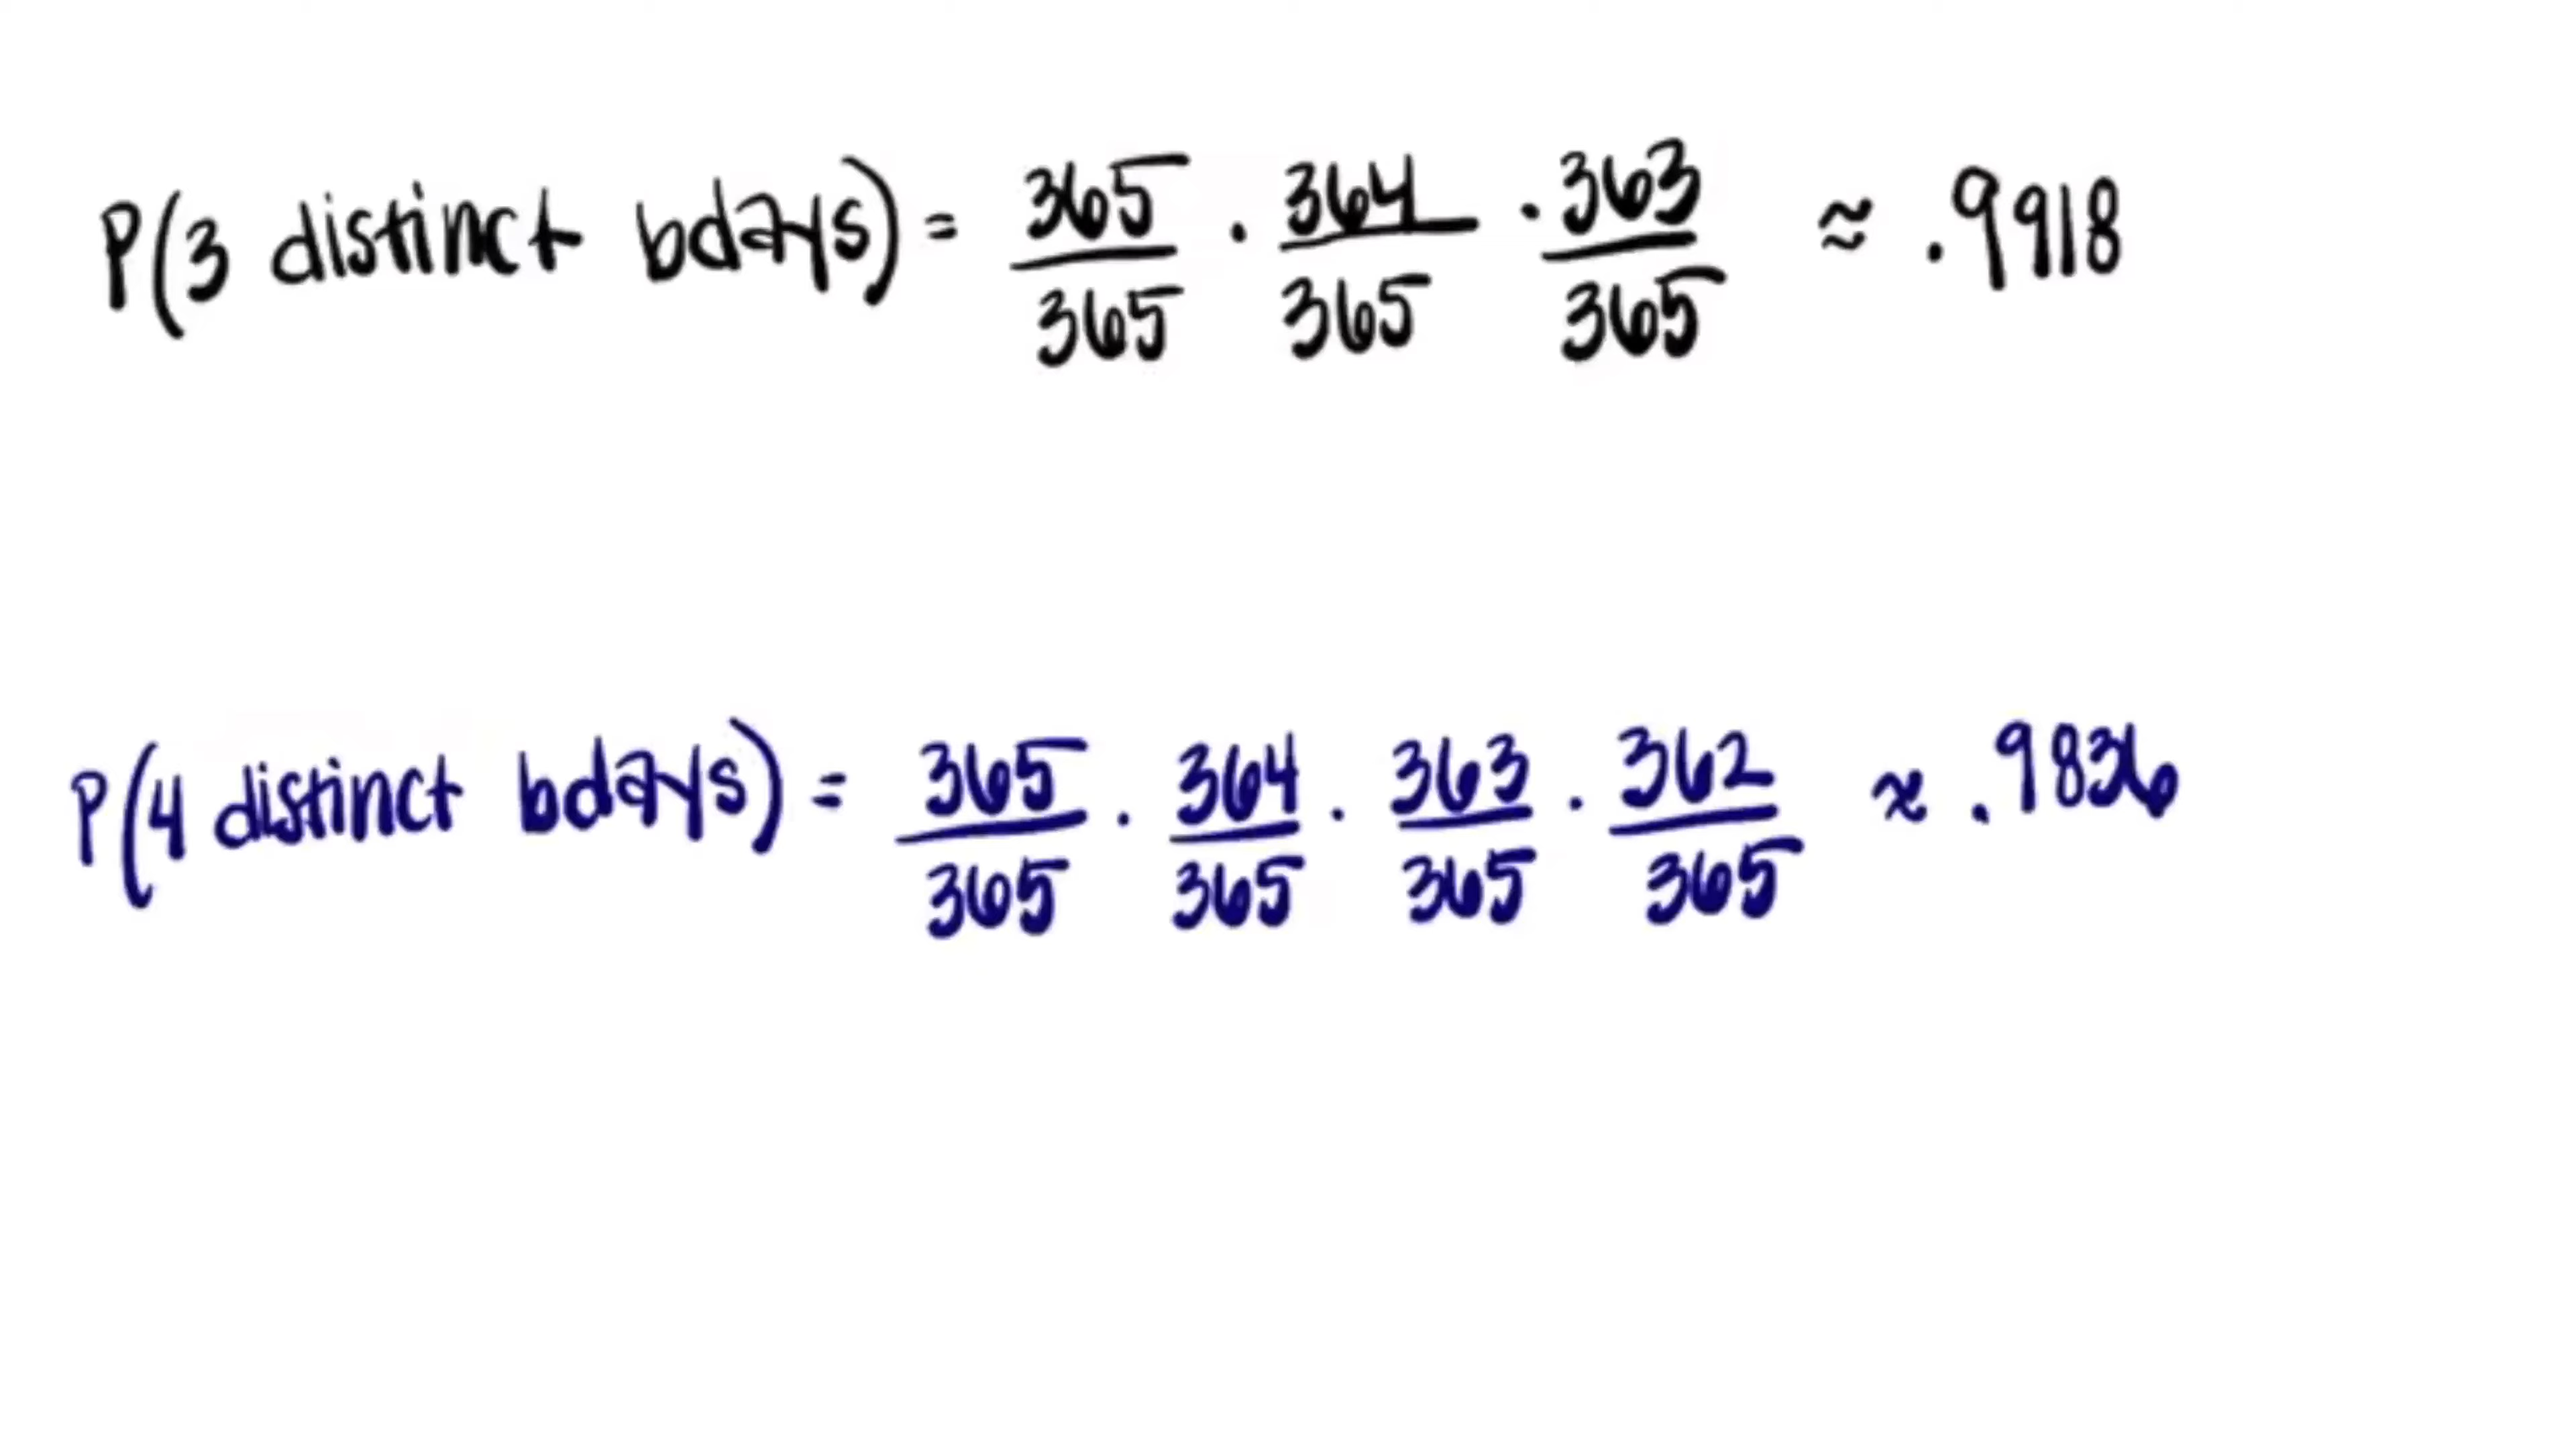 P(3 distinct bdays) = 365/365 · 364/365 · 363/365 ≈ .9918
P(4 distinct bdays) = 365/365 · 364/365 · 363/365 · 362/365 ≈ .9836